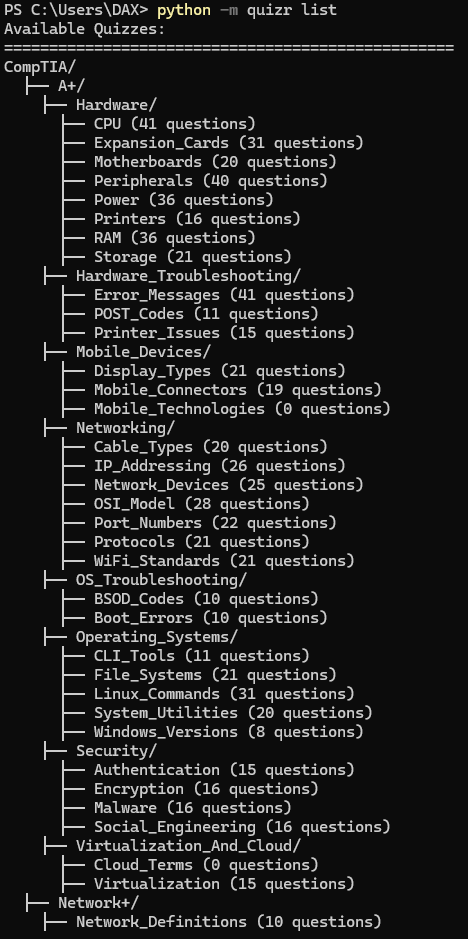 PS C:\Users\DAX> python -m quizr list
Available Quizzes:
==================================================
CompTIA/
├── A+/
├── Hardware/
├── CPU (41 questions)
├── Expansion_Cards (31 questions)
├── Motherboards (20 questions)
├── Peripherals (40 questions)
├── Power (36 questions)
├── Printers (16 questions)
├── RAM (36 questions)
├── Storage (21 questions)
├── Hardware_Troubleshooting/
├── Error_Messages (41 questions)
├── POST_Codes (11 questions)
├── Printer_Issues (15 questions)
├── Mobile_Devices/
├── Display_Types (21 questions)
├── Mobile_Connectors (19 questions)
├── Mobile_Technologies (0 questions)
├── Networking/
├── Cable_Types (20 questions)
├── IP_Addressing (26 questions)
├── Network_Devices (25 questions)
├── OSI_Model (28 questions)
├── Port_Numbers (22 questions)
├── Protocols (21 questions)
├── WiFi_Standards (21 questions)
├── OS_Troubleshooting/
├── BSOD_Codes (10 questions)
├── Boot_Errors (10 questions)
├── Operating_Systems/
├── CLI_Tools (11 questions)
├── File_Systems (21 questions)
├── Linux_Commands (31 questions)
├── System_Utilities (20 questions)
├── Windows_Versions (8 questions)
├── Security/
├── Authentication (15 questions)
├── Encryption (16 questions)
├── Malware (16 questions)
├── Social_Engineering (16 questions)
├── Virtualization_And_Cloud/
├── Cloud_Terms (0 questions)
├── Virtualization (15 questions)
├── Network+/
├── Network_Definitions (10 questions)